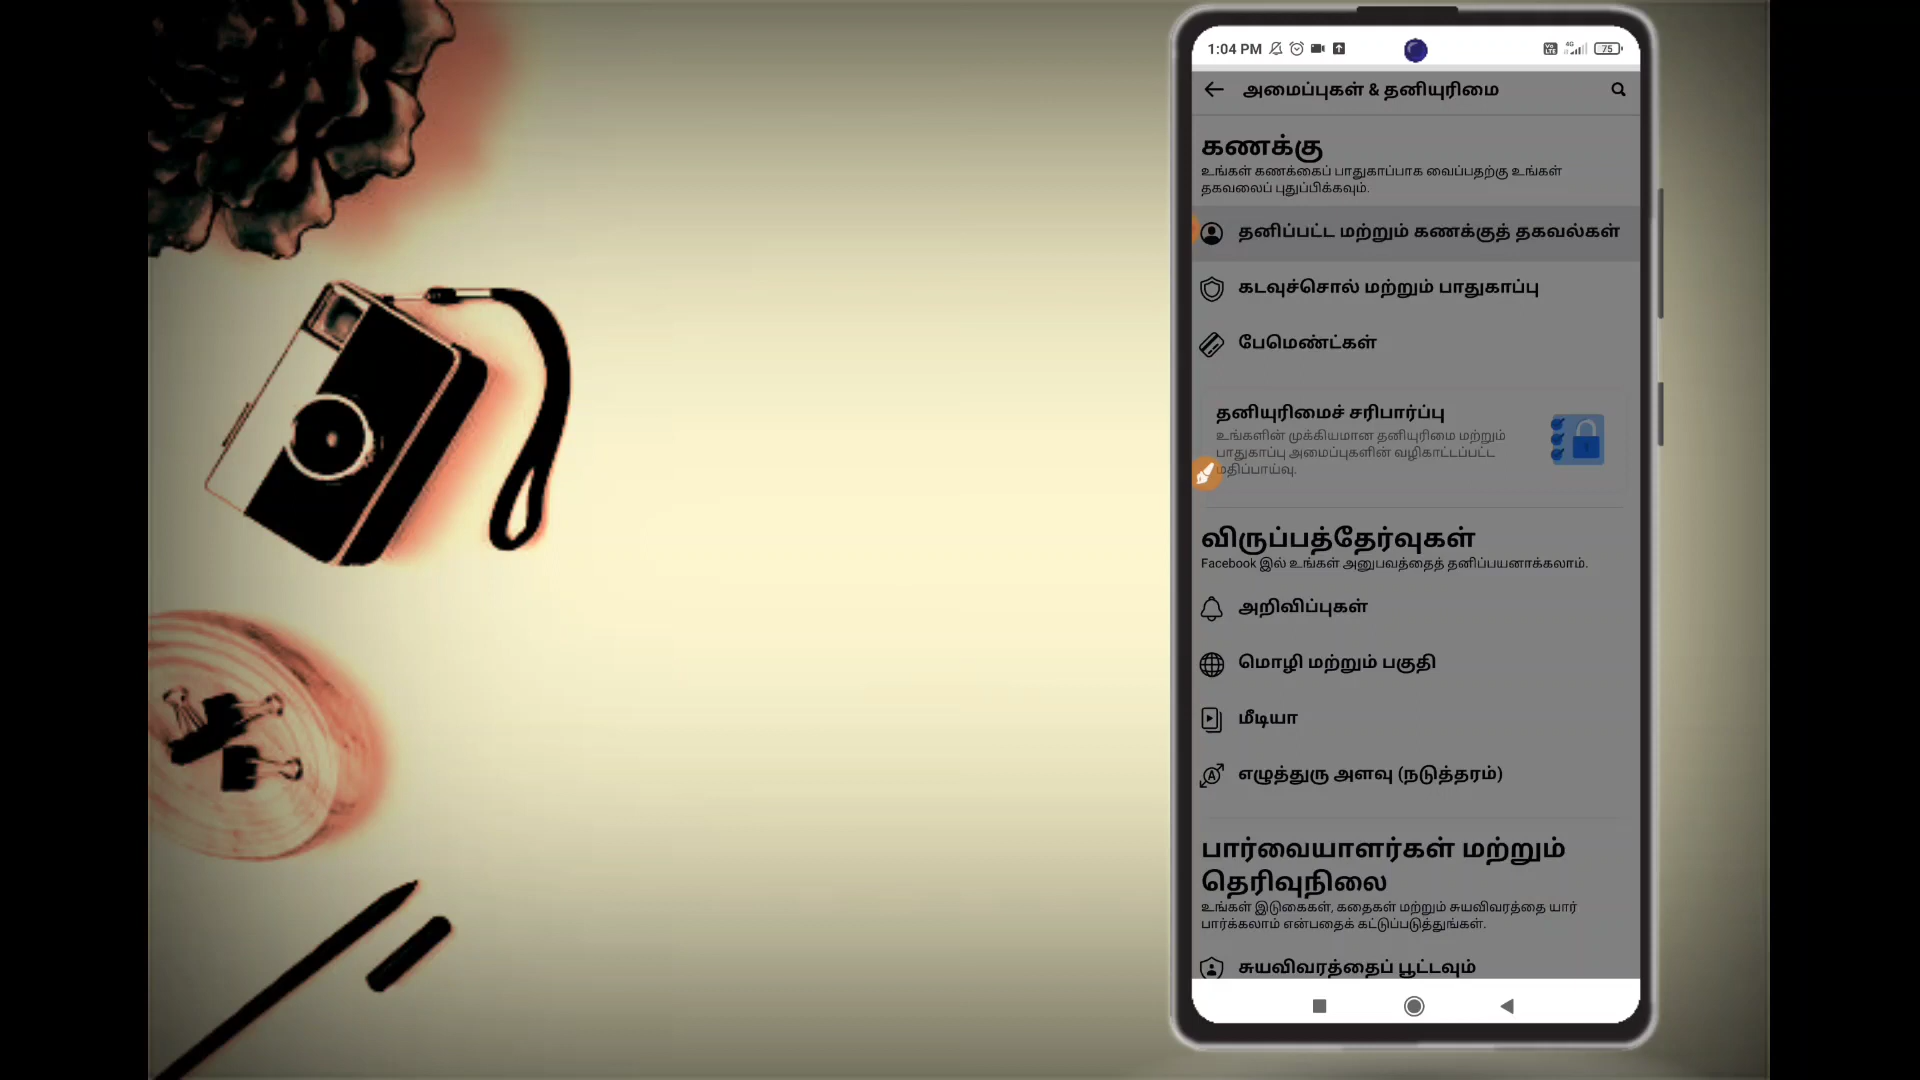 1:04 PM
4G
75
அமைப்புகள் & தனியுரிமை
கணக்கு
உங்கள் கணக்கைப் பாதுகாப்பாக வைப்பதற்கு உங்கள்
தகவலைப் புதுப்பிக்கவும்.
தனிப்பட்ட மற்றும் கணக்குத் தகவல்கள்
கடவுச்சொல் மற்றும் பாதுகாப்பு
பேமெண்ட்கள்
தனியுரிமைச் சரிபார்ப்பு
உங்களின் முக்கியமான தனியுரிமை மற்றும்
பாதுகாப்பு அமைப்புகளின் வழிகாட்டப்பட்ட
மதிப்பாய்வு.
விருப்பத்தேர்வுகள்
Facebook இல் உங்கள் அனுபவத்தைத் தனிப்பயனாக்கலாம்.
அறிவிப்புகள்
மொழி மற்றும் பகுதி
மீடியா
எழுத்துரு அளவு (நடுத்தரம்)
பார்வையாளர்கள் மற்றும்
தெரிவுநிலை
உங்கள் இடுகைகள், கதைகள் மற்றும் சுயவிவரத்தை யார்
பார்க்கலாம் என்பதைக் கட்டுப்படுத்துங்கள்.
சுயவிவரத்தைப் பூட்டவும்